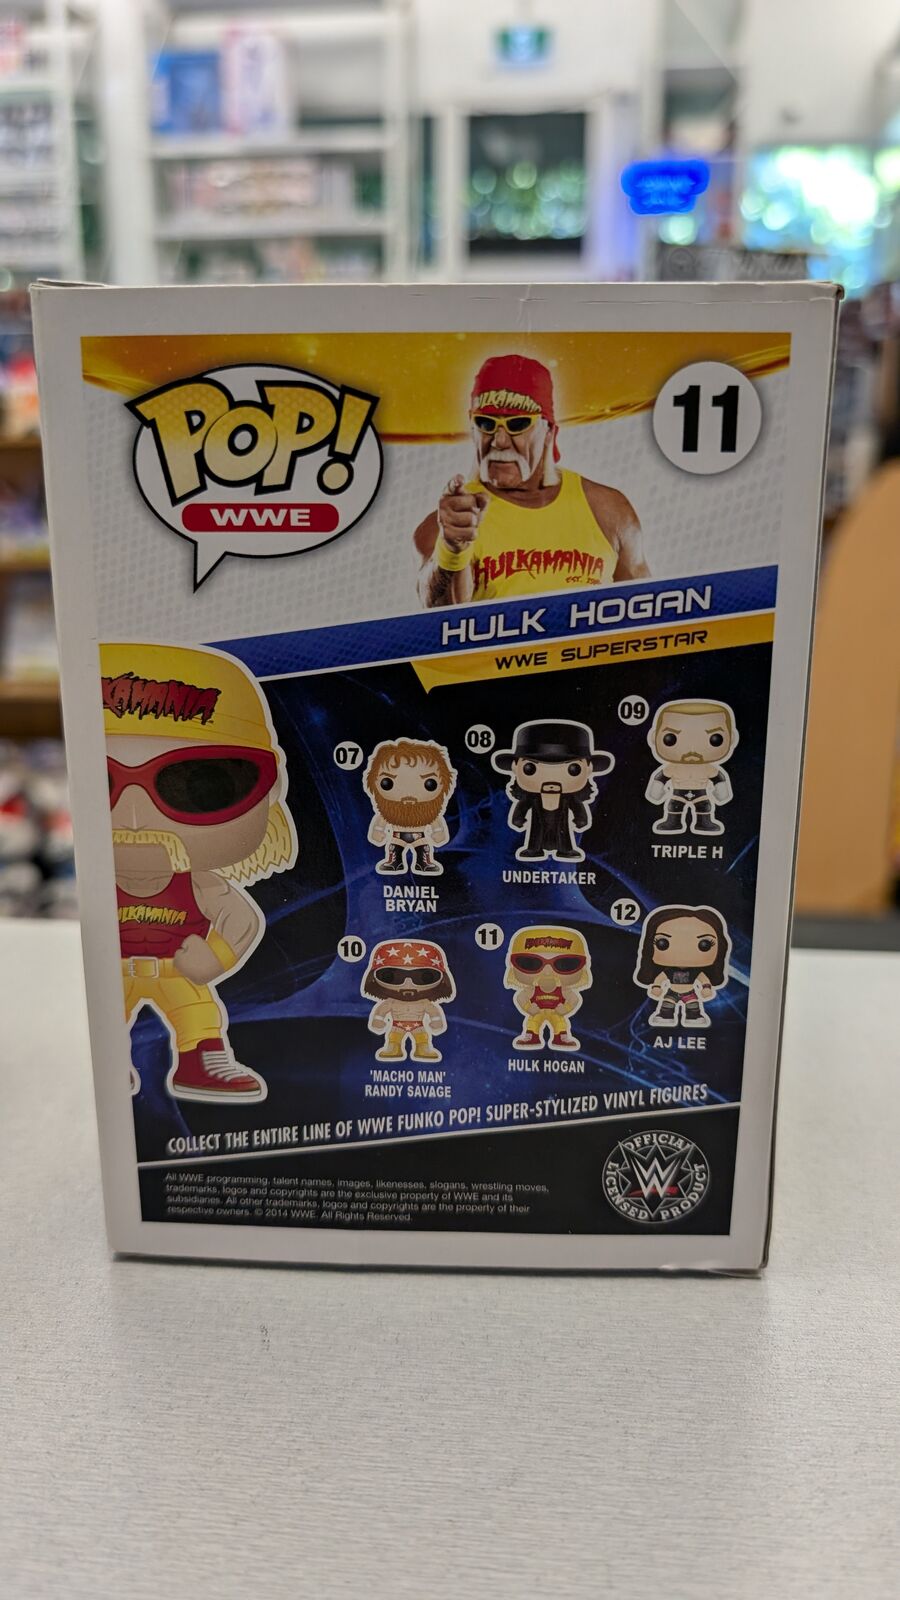 POP!
WWE
11
HULKAMANIA
HULKAMANIA
HULK HOGAN
WWE SUPERSTAR
KAMANIA
ULKAMANIA
07
DANIEL
BRYAN
08
UNDERTAKER
09
TRIPLE H
10
'MACHO MAN'
RANDY SAVAGE
11
HULK HOGAN
12
AJ LEE
COLLECT THE ENTIRE LINE OF WWE FUNKO POP! SUPER-STYLIZED VINYL FIGURES
All WWE programming, talent names, images, likenesses, slogans, wrestling moves,
trademarks, logos and copyrights are the exclusive property of WWE and its
subsidiaries. All other trademarks, logos and copyrights are the property of their
respective owners. © 2014 WWE. All Rights Reserved.
OFFICIAL
W
LICENSED PRODUCT